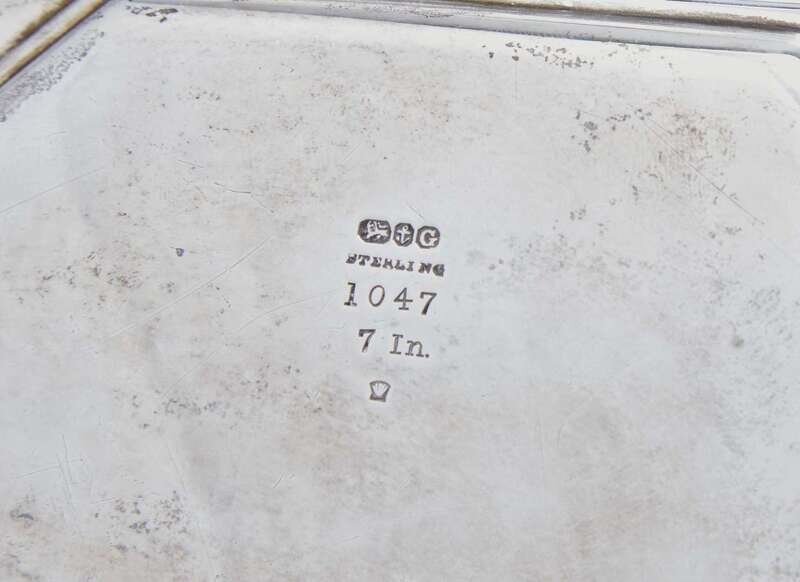 G
STERLING
1047
7 In.